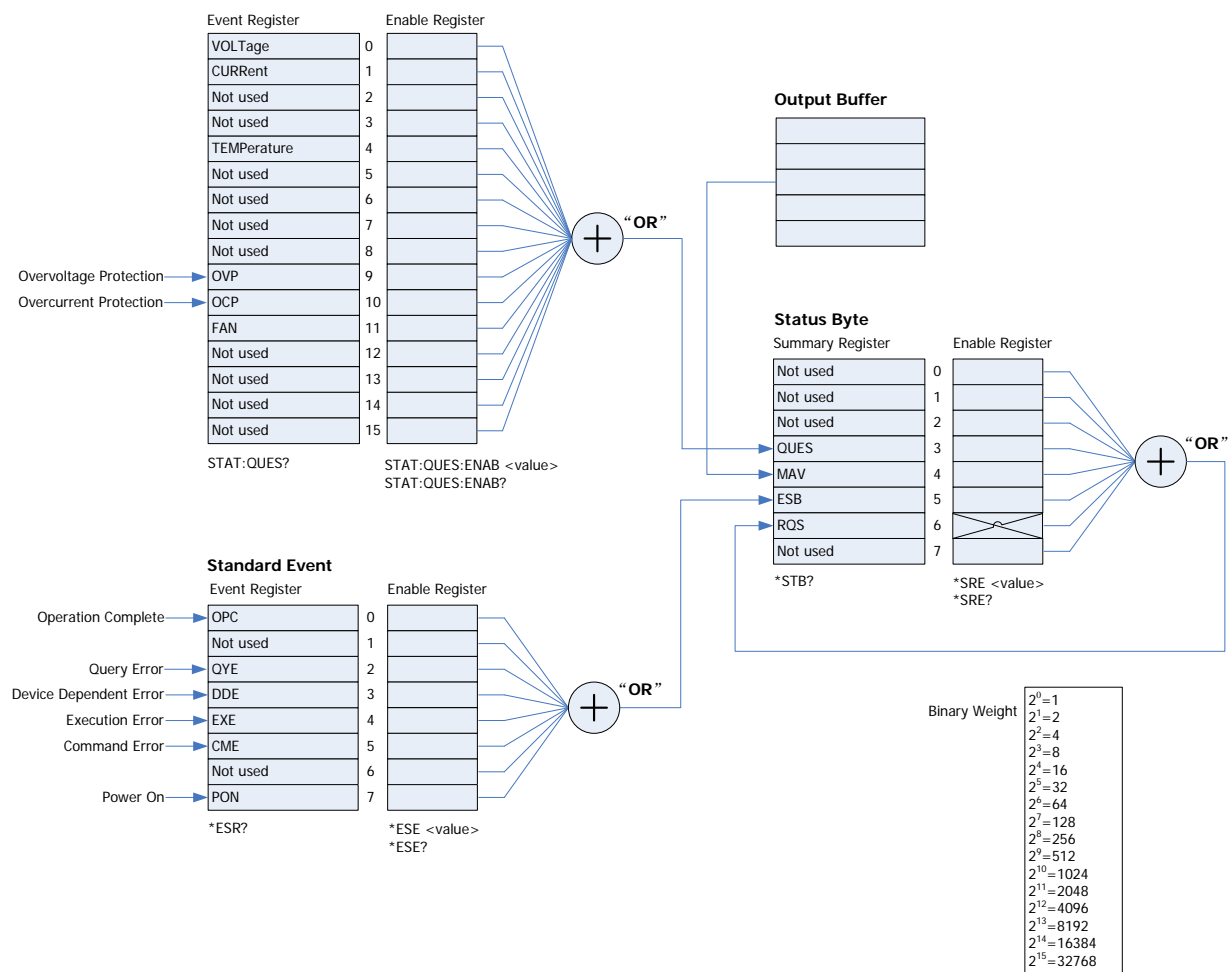 Event Register
Enable Register
VOLTage 0
CURRent 1
Not used 2
Not used 3
TEMPerature 4
Not used 5
Not used 6
Not used 7
Not used 8
Overvoltage Protection OVP 9
Overcurrent Protection OCP 10
FAN 11
Not used 12
Not used 13
Not used 14
Not used 15
STAT:QUES?
STAT:QUES:ENAB <value>
STAT:QUES:ENAB?
+
“OR”
Output Buffer
Status Byte
Summary Register
Enable Register
Not used 0
Not used 1
Not used 2
QUES 3
MAV 4
ESB 5
RQS 6
Not used 7
*STB?
*SRE <value>
*SRE?
+
“OR”
Standard Event
Event Register
Enable Register
Operation Complete OPC 0
Not used 1
Query Error QYE 2
Device Dependent Error DDE 3
Execution Error EXE 4
Command Error CME 5
Not used 6
Power On PON 7
*ESR?
*ESE <value>
*ESE?
+
“OR”
Binary Weight
2⁰=1
2¹=2
2²=4
2³=8
2⁴=16
2⁵=32
2⁶=64
2⁷=128
2⁸=256
2⁹=512
2¹⁰=1024
2¹¹=2048
2¹²=4096
2¹³=8192
2¹⁴=16384
2¹⁵=32768